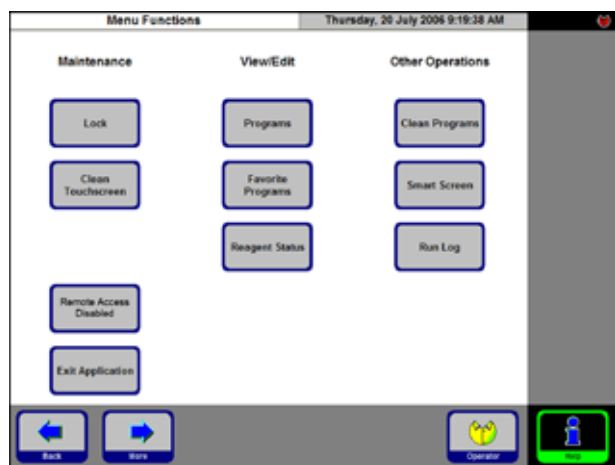 Menu Functions
Thursday, 20 July 2006 9:19:38 AM
Maintenance
View/Edit
Other Operations
Lock
Programs
Clean Programs
Clean
Touchscreen
Favorite
Programs
Smart Screen
Reagent Status
Run Log
Remote Access
Disabled
Exit Application
Back
More
Operator
Help